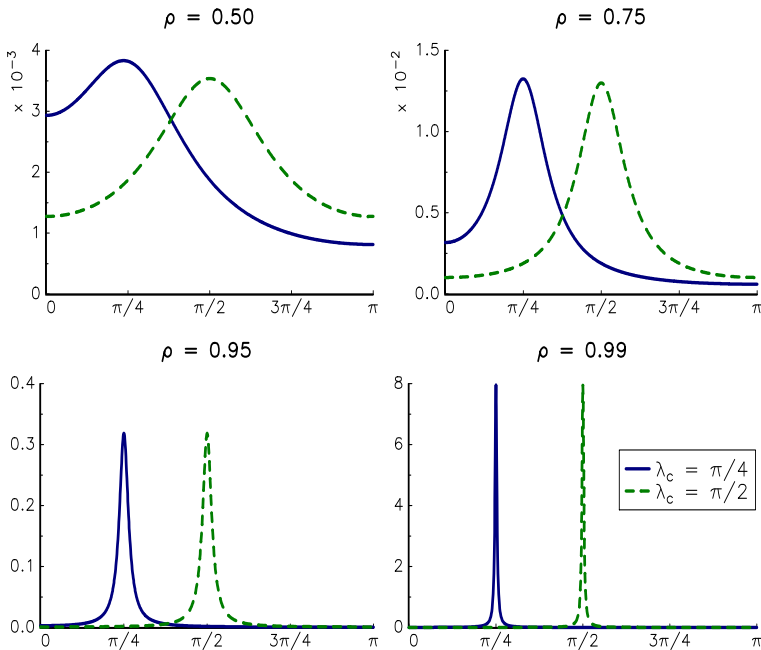 ρ = 0.50
× 10⁻³
4
3
2
1
0
0 π/4 π/2 3π/4 π
ρ = 0.75
× 10⁻²
1.5
1.0
0.5
0.0
0 π/4 π/2 3π/4 π
ρ = 0.95
0.4
0.3
0.2
0.1
0.0
0 π/4 π/2 3π/4 π
ρ = 0.99
8
6
4
2
0
0 π/4 π/2 3π/4 π
λc = π/4
λc = π/2